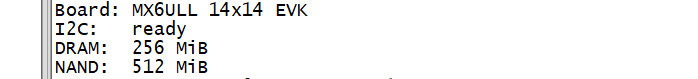 Board: MX6ULL 14x14 EVK
I2C:   ready
DRAM:  256 MiB
NAND:  512 MiB